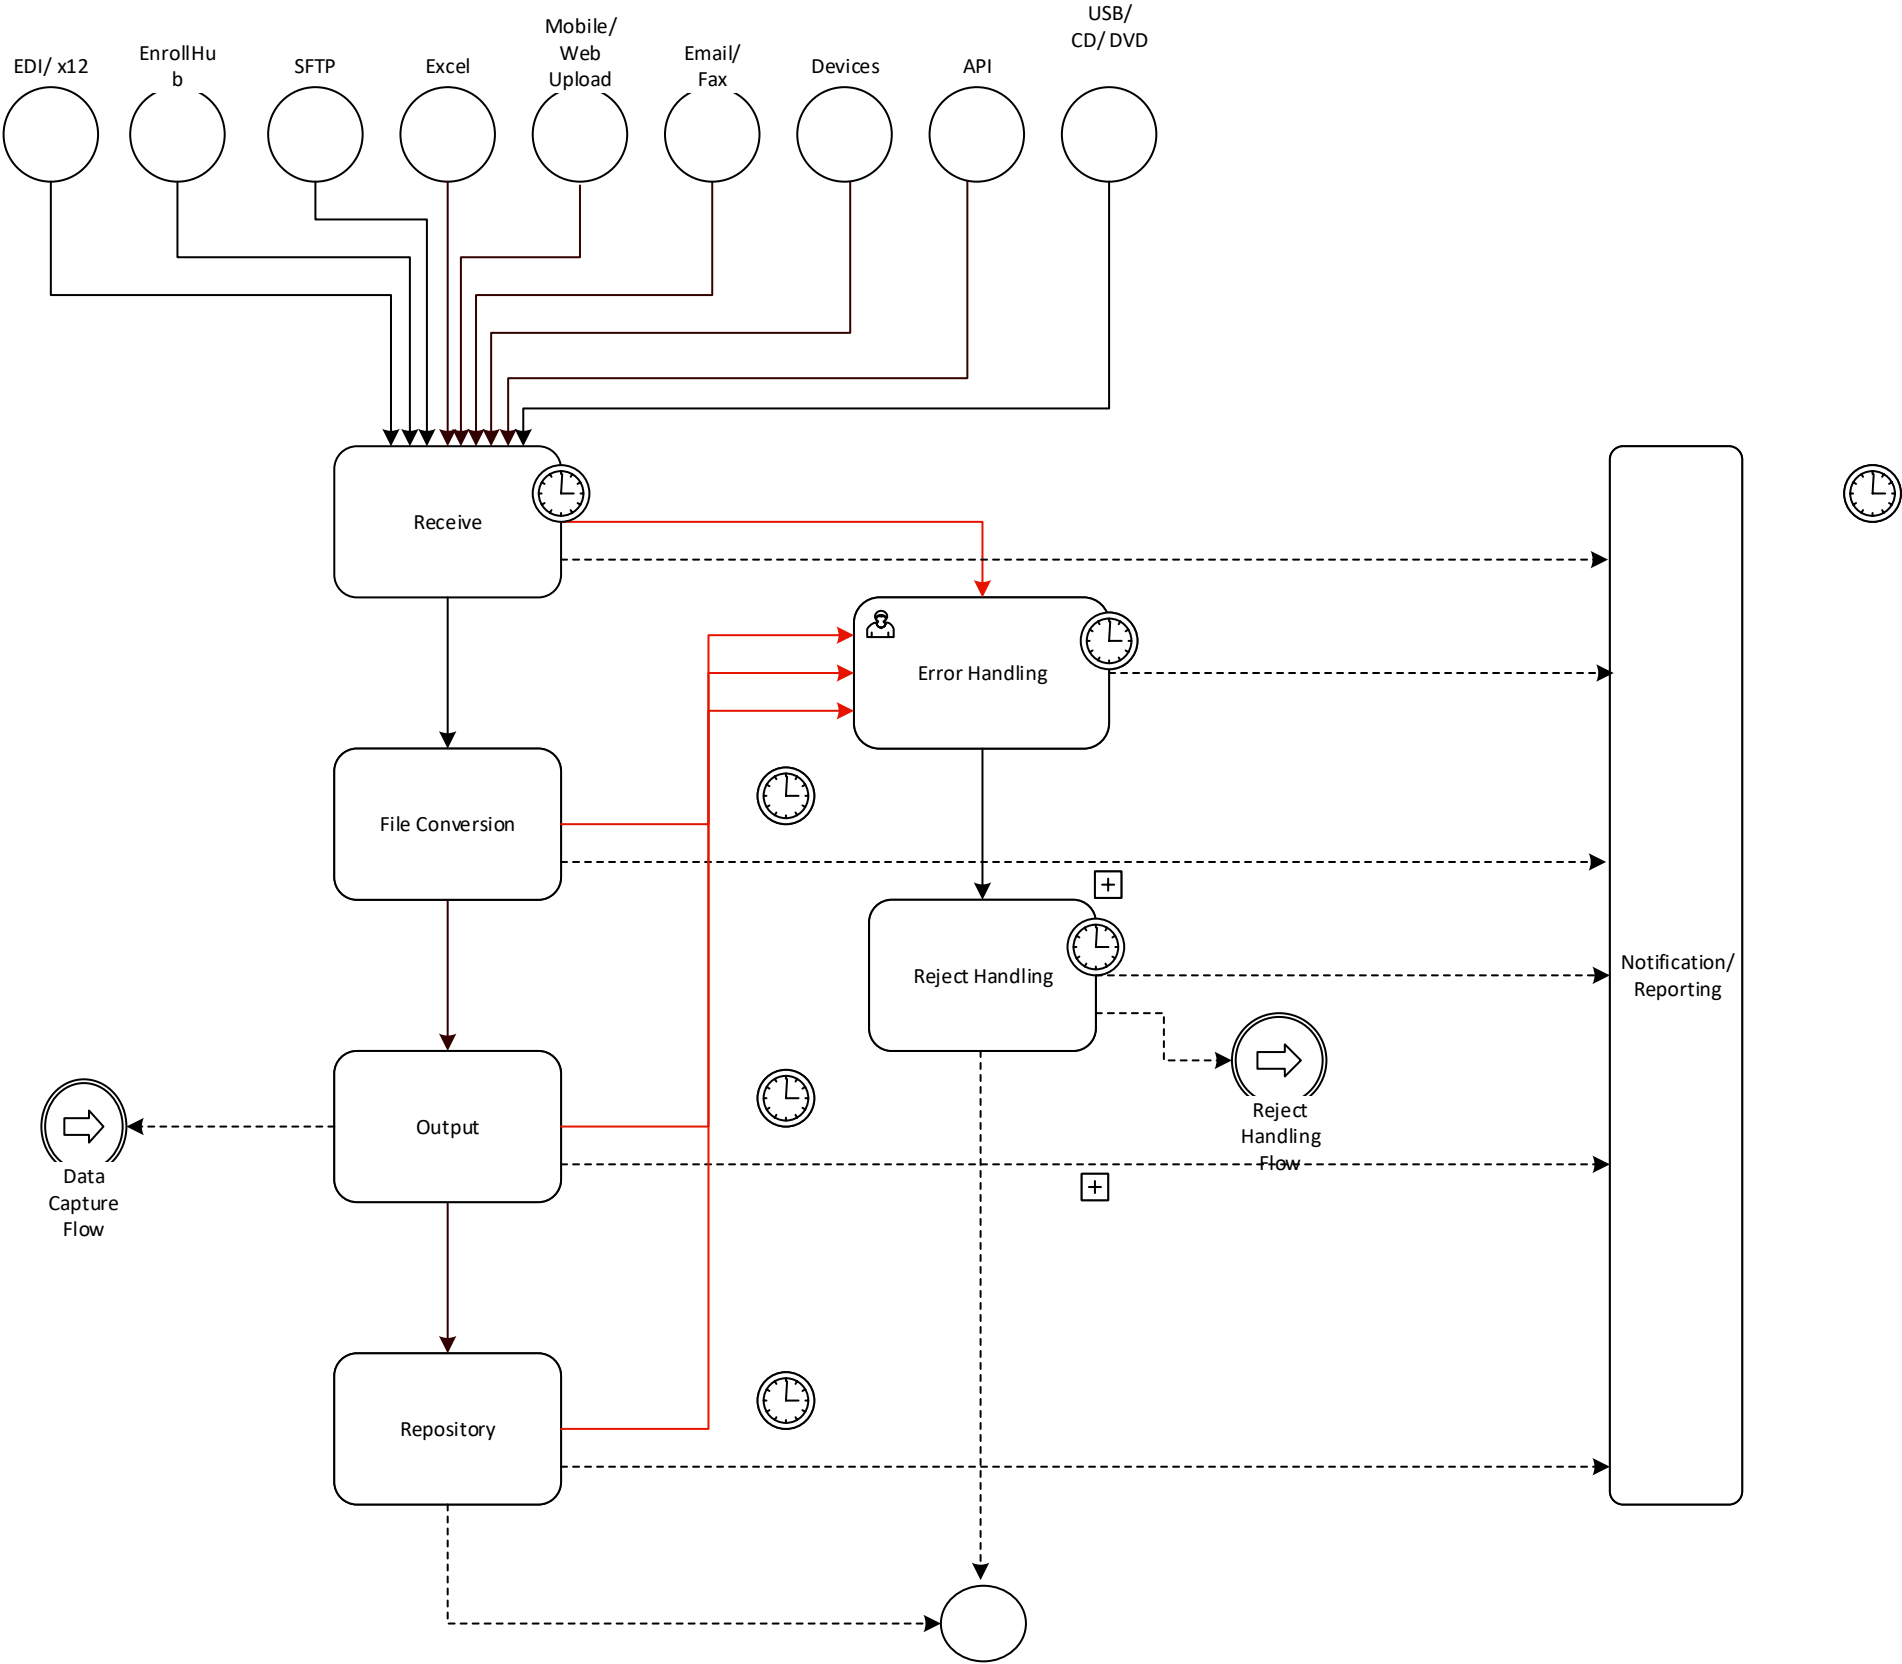 USB/
CD/DVD
Mobile/
Web
Upload
EDI/ x12
EnrollHu
b
SFTP
Excel
Email/
Fax
Devices
API
Receive
Error Handling
File Conversion
Reject Handling
Notification/
Reporting
Output
Reject
Handling
Flow
Data
Capture
Flow
Repository